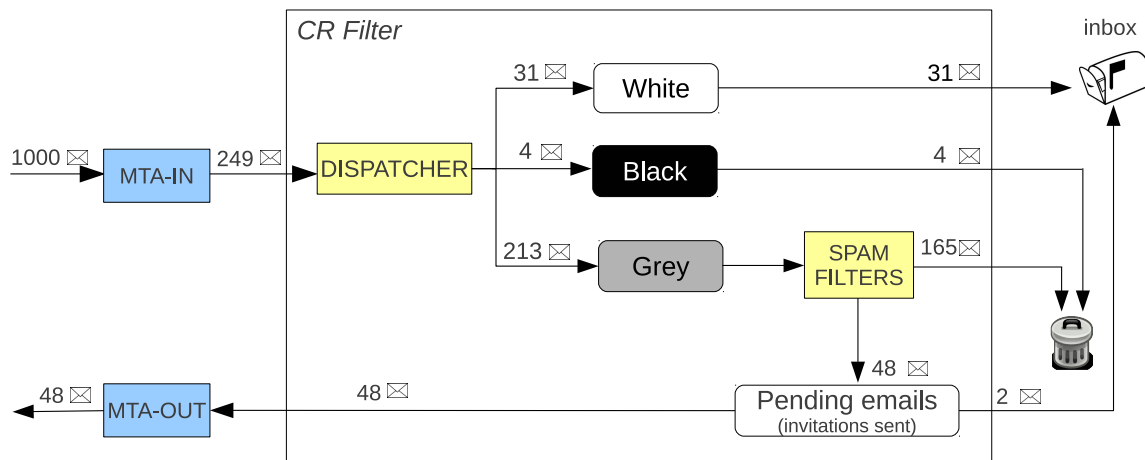 CR Filter
inbox
31
White
31
1000
MTA-IN
249
DISPATCHER
4
Black
4
213
Grey
SPAM
FILTERS
165
48
MTA-OUT
48
48
Pending emails
(invitations sent)
2